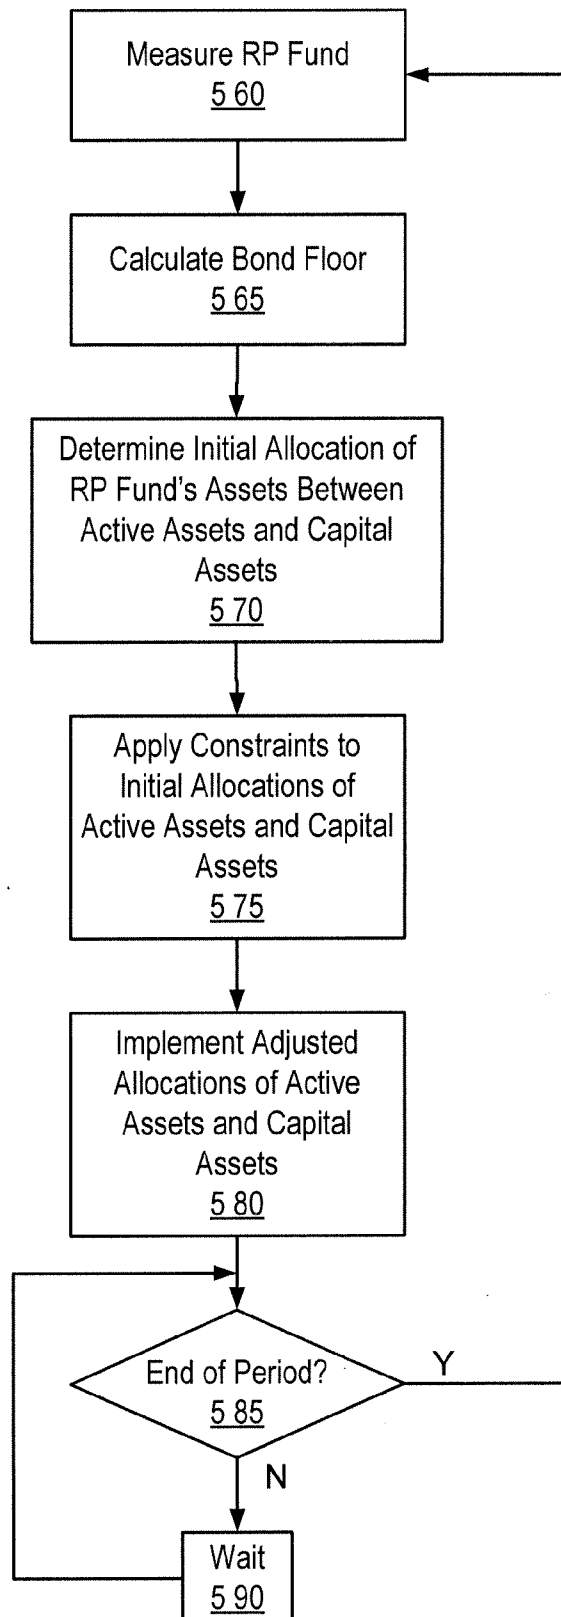 Measure RP Fund
5 60
Calculate Bond Floor
5 65
Determine Initial Allocation of
RP Fund's Assets Between
Active Assets and Capital
Assets
5 70
Apply Constraints to
Initial Allocations of
Active Assets and Capital
Assets
5 75
Implement Adjusted
Allocations of Active
Assets and Capital
Assets
5 80
End of Period?
5 85
Y
N
Wait
5 90